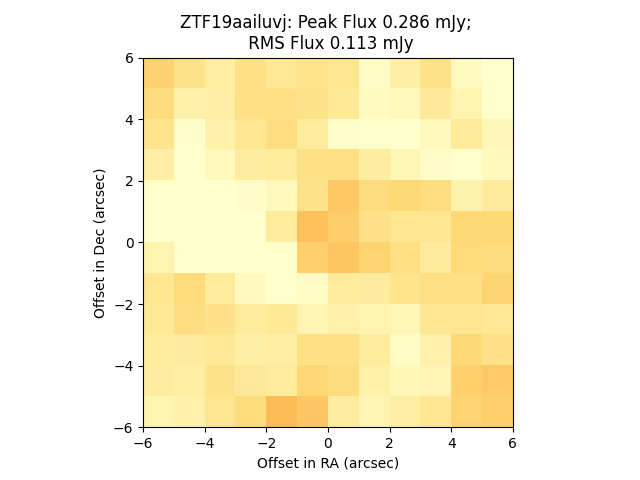 ZTF19aailuvj: Peak Flux 0.286 mJy;
RMS Flux 0.113 mJy
6
4
2
0
−2
−4
−6
Offset in Dec (arcsec)
−6 −4 −2 0 2 4 6
Offset in RA (arcsec)